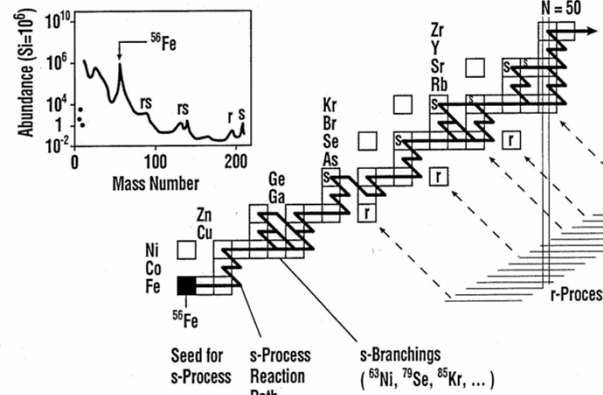 N = 50
10¹⁰
10⁶
10⁴
1
10⁻²
Abundance (Si=10⁶)
⁵⁶Fe
rs
rs
r s
0
100
200
Mass Number
Zr
Y
Sr
Rb
Kr
Br
Se
As
Ge
Ga
Zn
Cu
Ni
Co
Fe
s
s
s
s
s
s
r
r
r
⁵⁶Fe
r-Proces
Seed for
s-Process
s-Process
Reaction
Path
s-Branchings
(⁶³Ni, ⁷⁹Se, ⁸⁵Kr, ...)